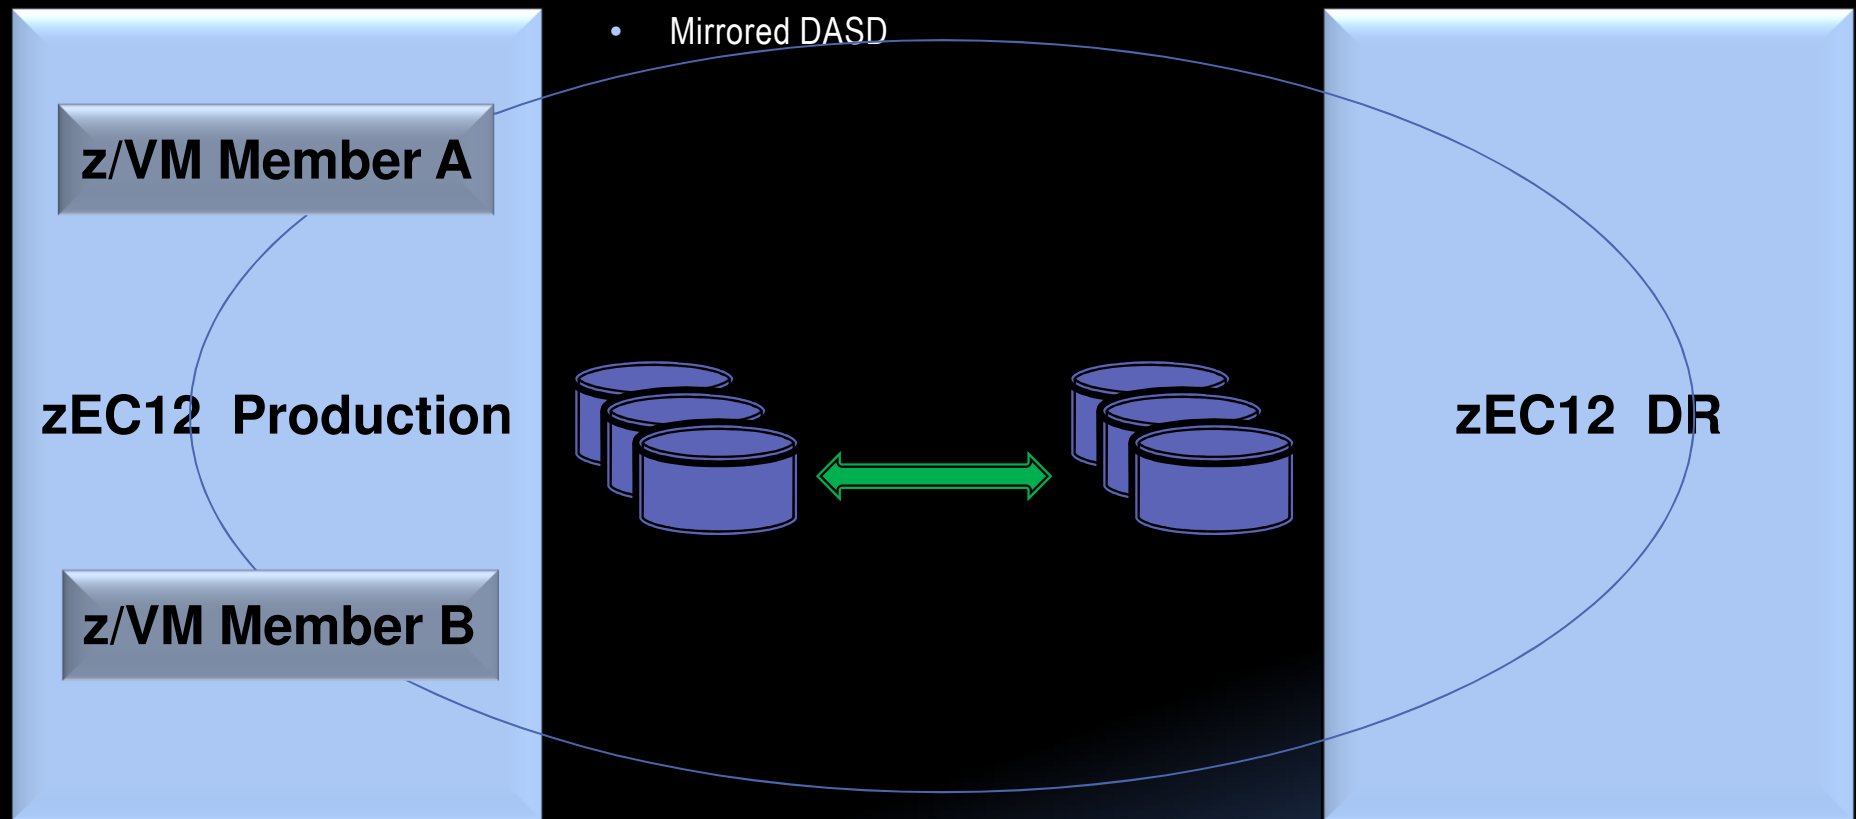 • Mirrored DASD
z/VM Member A
zEC12 Production
zEC12 DR
z/VM Member B